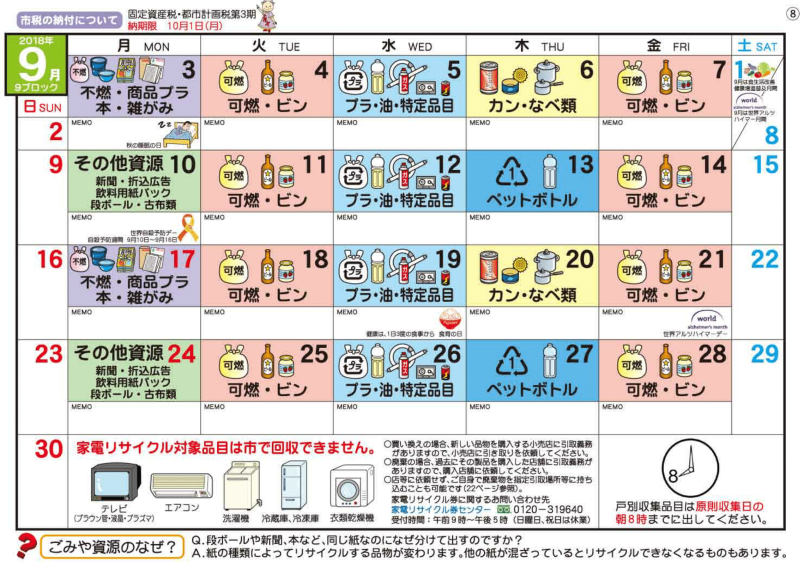 市税の納付について
固定資産税・都市計画税第3期
納期限 10月1日(月)
⑧
2018年
9月
9ブロック
日 SUN
月 MON
火 TUE
水 WED
木 THU
金 FRI
土 SAT
不燃
3
不燃・商品プラ
本・雑がみ
可燃
4
可燃・ビン
プラ
5
プラ・油・特定品目
6
カン・なべ類
可燃
7
可燃・ビン
1
9月は食生活改善
健康増進普及月間
world
alzheimer's month
9月は世界アルツ
ハイマー月間
8
2
MEMO
秋の睡眠の日
MEMO
MEMO
MEMO
MEMO
9
その他資源 10
新聞・折込広告
飲料用紙パック
段ボール・古布類
可燃
11
可燃・ビン
プラ
12
プラ・油・特定品目
1
13
ペットボトル
可燃
14
可燃・ビン
15
MEMO
世界自殺予防デー
自殺予防週間 9月10日~9月16日
MEMO
MEMO
MEMO
MEMO
16
不燃
17
不燃・商品プラ
本・雑がみ
可燃
18
可燃・ビン
プラ
19
プラ・油・特定品目
20
カン・なべ類
可燃
21
可燃・ビン
22
MEMO
MEMO
MEMO
健康は、1日3度の食事から 食育の日
MEMO
MEMO
world
alzheimer's month
世界アルツハイマーデー
23
その他資源 24
新聞・折込広告
飲料用紙パック
段ボール・古布類
可燃
25
可燃・ビン
プラ
26
プラ・油・特定品目
1
27
ペットボトル
可燃
28
可燃・ビン
29
MEMO
MEMO
MEMO
MEMO
MEMO
30
家電リサイクル対象品目は市で回収できません。
テレビ
(ブラウン管・液晶・プラズマ)
エアコン
洗濯機
冷蔵庫、冷凍庫
衣類乾燥機
○買い換えの場合、新しい品物を購入する小売店に引取義務
がありますので、小売店に引き取りを依頼してください。
○廃棄の場合、過去にその製品を購入した店舗に引取義務が
ありますので、購入店舗に依頼してください。
○店等に依頼せず、ご自身で廃棄物を指定引取場所等に持ち
込むことも可能です(22ページ参照)。
家電リサイクル券に関するお問い合わせ先
家電リサイクル券センター 0120-319640
受付時間:午前9時~午後5時(日曜日、祝日は休業)
8
戸別収集品目は原則収集日の
朝8時までに出してください。
ごみや資源のなぜ?
Q.段ボールや新聞、本など、同じ紙なのになぜ分けて出すのですか?
A.紙の種類によってリサイクルする品物が変わります。他の紙が混ざっているとリサイクルできなくなるものもあります。